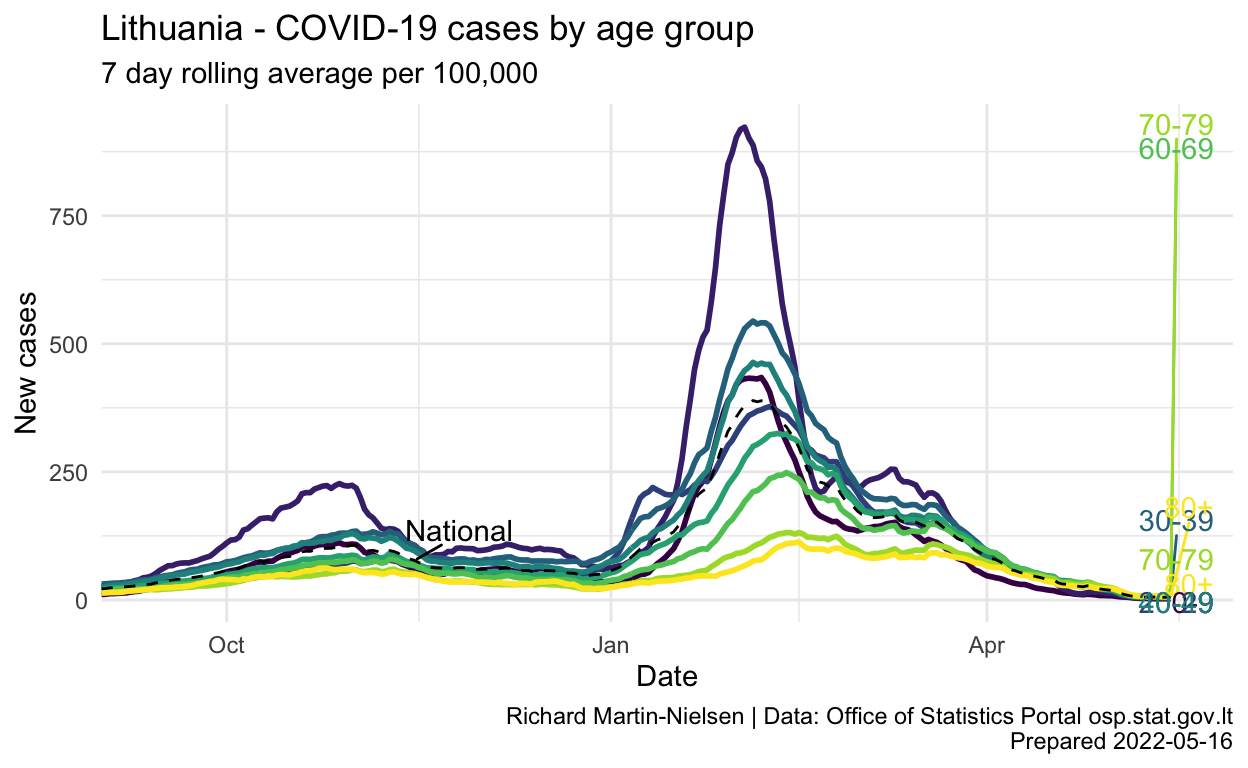 Lithuania - COVID-19 cases by age group
7 day rolling average per 100,000
New cases
750
500
250
0
70-79
60-69
National
80+
30-39
70-79
80+
Oct
Jan
Apr
Date
Richard Martin-Nielsen | Data: Office of Statistics Portal osp.stat.gov.lt
Prepared 2022-05-16